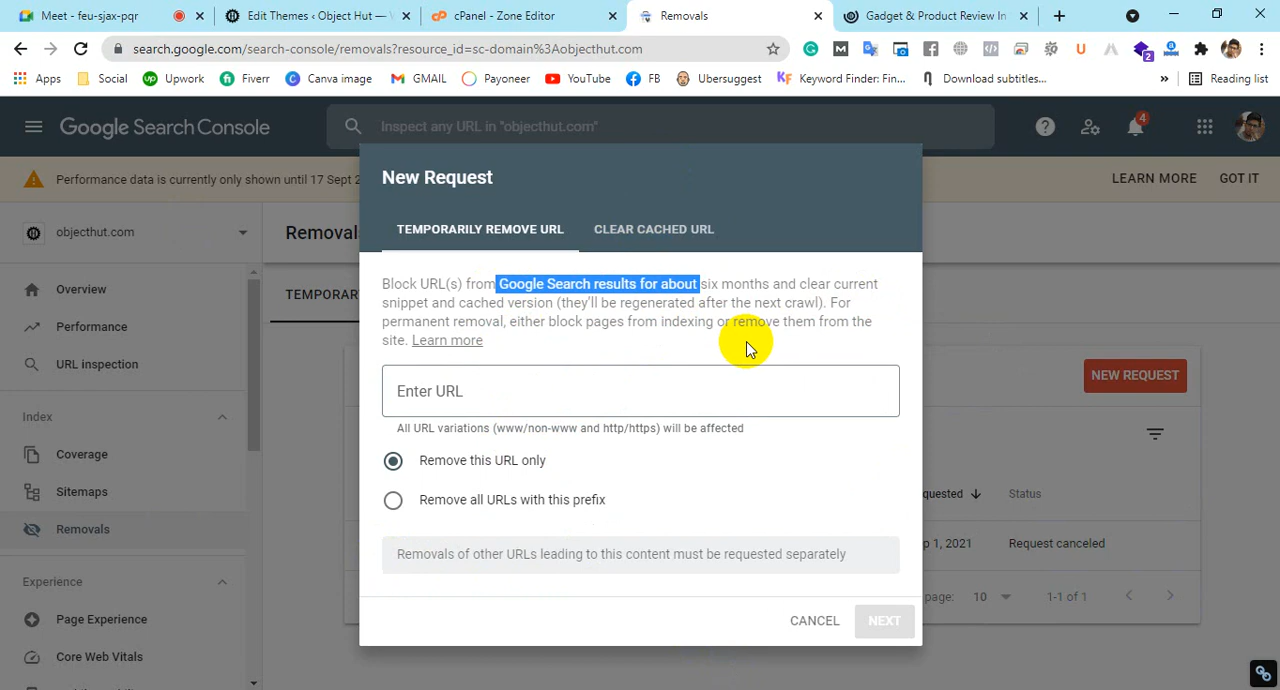 Meet - feu-sjax-pqr
Edit Themes ‹ Object Hut — W
cPanel - Zone Editor
Removals
Gadget & Product Review In
search.google.com/search-console/removals?resource_id=sc-domain%3Aobjecthut.com
Apps
Social
Upwork
Fiverr
Canva image
GMAIL
Payoneer
YouTube
FB
Ubersuggest
Keyword Finder: Fin...
Download subtitles...
»
Reading list
Google Search Console
Inspect any URL in "objecthut.com"
4
Performance data is currently only shown until 17 Sept 2
LEARN MORE
GOT IT
objecthut.com
Removal
Overview
Performance
URL inspection
Index
Coverage
Sitemaps
Removals
Experience
Page Experience
Core Web Vitals
TEMPORAR
New Request
TEMPORARILY REMOVE URL
CLEAR CACHED URL
Block URL(s) from Google Search results for about six months and clear current
snippet and cached version (they'll be regenerated after the next crawl). For
permanent removal, either block pages from indexing or remove them from the
site. Learn more
Enter URL
All URL variations (www/non-www and http/https) will be affected
Remove this URL only
Remove all URLs with this prefix
Removals of other URLs leading to this content must be requested separately
CANCEL
NEXT
NEW REQUEST
quested
Status
p 1, 2021
Request canceled
page:
10
1-1 of 1